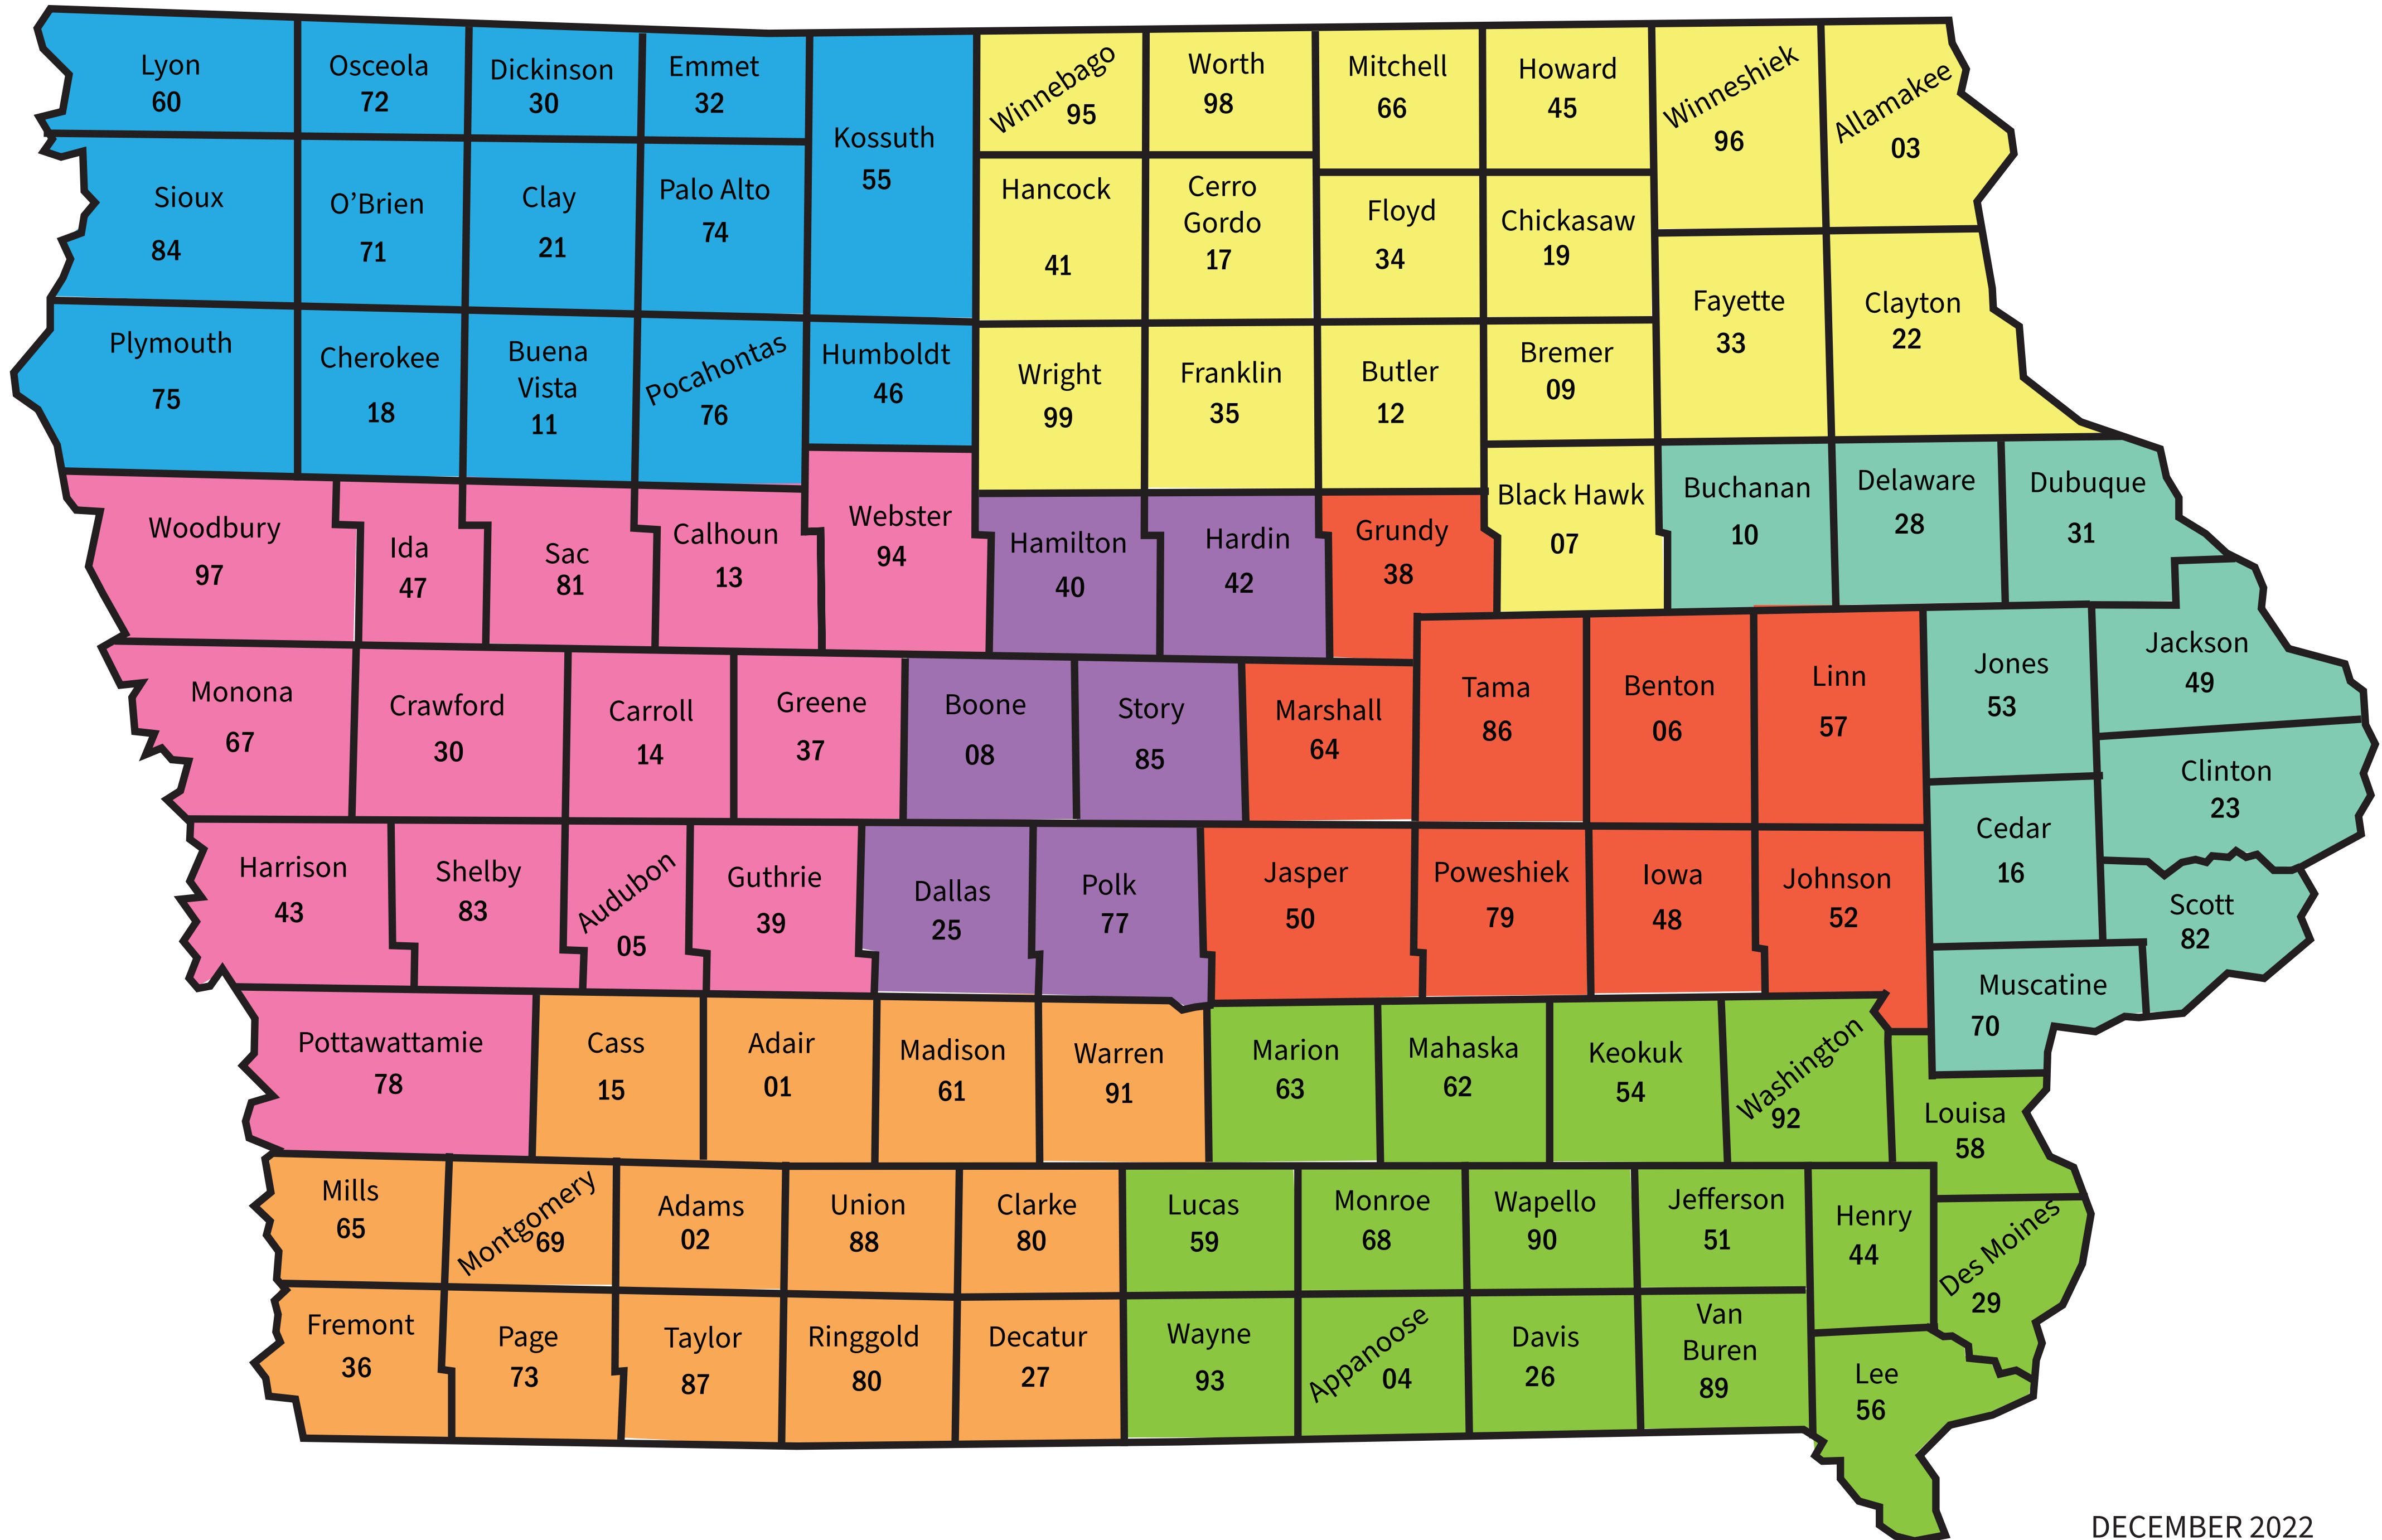 Lyon
60
Osceola
72
Dickinson
30
Emmet
32
Kossuth
55
Winnebago
95
Worth
98
Mitchell
66
Howard
45
Winneshiek
96
Allamakee
03
Sioux
84
O’Brien
71
Clay
21
Palo Alto
74
Hancock
41
Cerro
Gordo
17
Floyd
34
Chickasaw
19
Fayette
33
Clayton
22
Plymouth
75
Cherokee
18
Buena
Vista
11
Pocahontas
76
Humboldt
46
Wright
99
Franklin
35
Butler
12
Bremer
09
Woodbury
97
Ida
47
Sac
81
Calhoun
13
Webster
94
Hamilton
40
Hardin
42
Grundy
38
Black Hawk
07
Buchanan
10
Delaware
28
Dubuque
31
Monona
67
Crawford
30
Carroll
14
Greene
37
Boone
08
Story
85
Marshall
64
Tama
86
Benton
06
Linn
57
Jones
53
Jackson
49
Clinton
23
Cedar
16
Scott
82
Harrison
43
Shelby
83
Audubon
05
Guthrie
39
Dallas
25
Polk
77
Jasper
50
Poweshiek
79
Iowa
48
Johnson
52
Muscatine
70
Pottawattamie
78
Cass
15
Adair
01
Madison
61
Warren
91
Marion
63
Mahaska
62
Keokuk
54
Washington
92
Louisa
58
Mills
65
Montgomery
69
Adams
02
Union
88
Clarke
80
Lucas
59
Monroe
68
Wapello
90
Jefferson
51
Henry
44
Des Moines
29
Fremont
36
Page
73
Taylor
87
Ringgold
80
Decatur
27
Wayne
93
Appanoose
04
Davis
26
Van
Buren
89
Lee
56
DECEMBER 2022